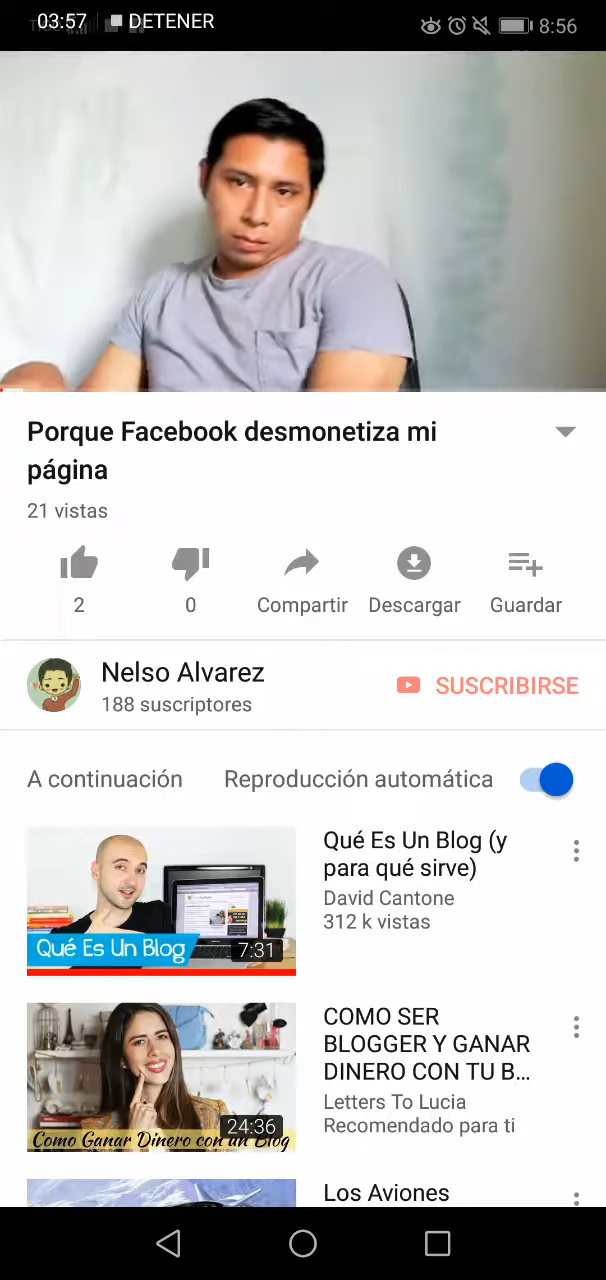 03:57 DETENER 8:56
Porque Facebook desmonetiza mi
página
21 vistas
2 0 Compartir Descargar Guardar
Nelso Alvarez
188 suscriptores
SUSCRIBIRSE
A continuación Reproducción automática
Qué Es Un Blog
7:31
Qué Es Un Blog (y
para qué sirve)
David Cantone
312 k vistas
24:36
Como Ganar Dinero con un Blog
COMO SER
BLOGGER Y GANAR
DINERO CON TU B...
Letters To Lucia
Recomendado para ti
Los Aviones